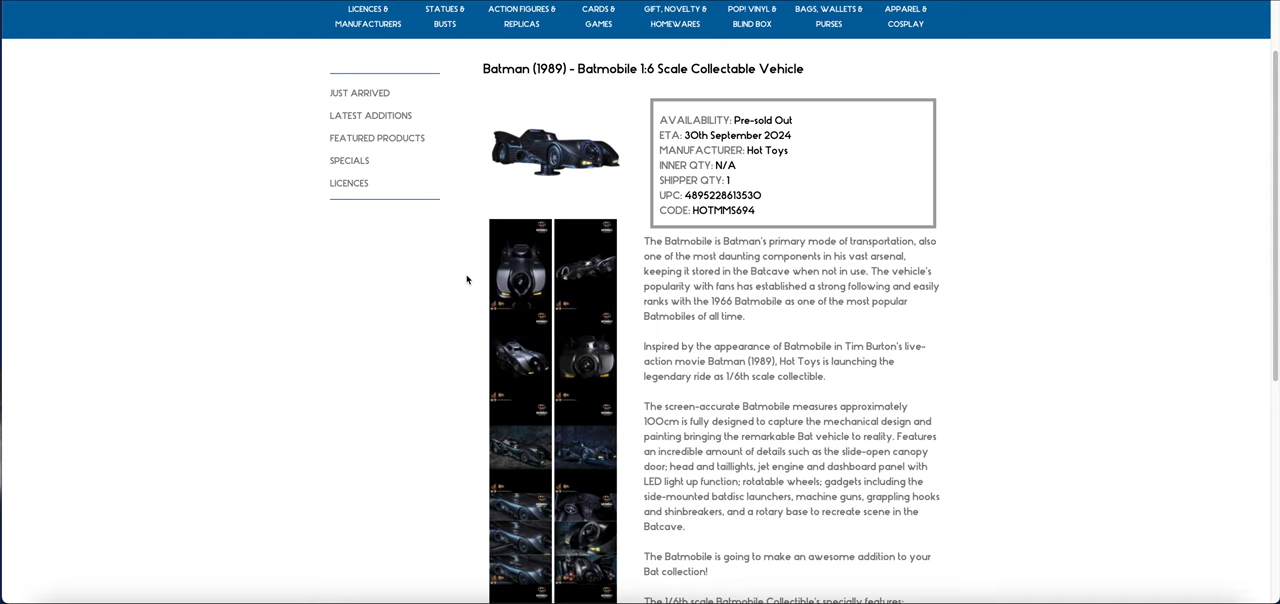 LICENCES & MANUFACTURERS
STATUES & BUSTS
ACTION FIGURES & REPLICAS
CARDS & GAMES
GIFT, NOVELTY & HOMEWARES
POP! VINYL & BLIND BOX
BAGS, WALLETS & PURSES
APPAREL & COSPLAY
JUST ARRIVED
LATEST ADDITIONS
FEATURED PRODUCTS
SPECIALS
LICENCES
Batman (1989) - Batmobile 1:6 Scale Collectable Vehicle
AVAILABILITY: Pre-sold Out
ETA: 30th September 2024
MANUFACTURER: Hot Toys
INNER QTY: N/A
SHIPPER QTY: 1
UPC: 4895228613530
CODE: HOTMMS694
The Batmobile is Batman's primary mode of transportation, also
one of the most daunting components in his vast arsenal,
keeping it stored in the Batcave when not in use. The vehicle's
popularity with fans has established a strong following and easily
ranks with the 1966 Batmobile as one of the most popular
Batmobiles of all time.
Inspired by the appearance of Batmobile in Tim Burton's live-
action movie Batman (1989), Hot Toys is launching the
legendary ride as 1/6th scale collectible.
The screen-accurate Batmobile measures approximately
100cm is fully designed to capture the mechanical design and
painting bringing the remarkable Bat vehicle to reality. Features
an incredible amount of details such as the slide-open canopy
door; head and taillights, jet engine and dashboard panel with
LED light up function; rotatable wheels; gadgets including the
side-mounted batdisc launchers, machine guns, grappling hooks
and shinbreakers, and a rotary base to recreate scene in the
Batcave.
The Batmobile is going to make an awesome addition to your
Bat collection!
The 1/6th scale Batmobile Collectible's specially features: